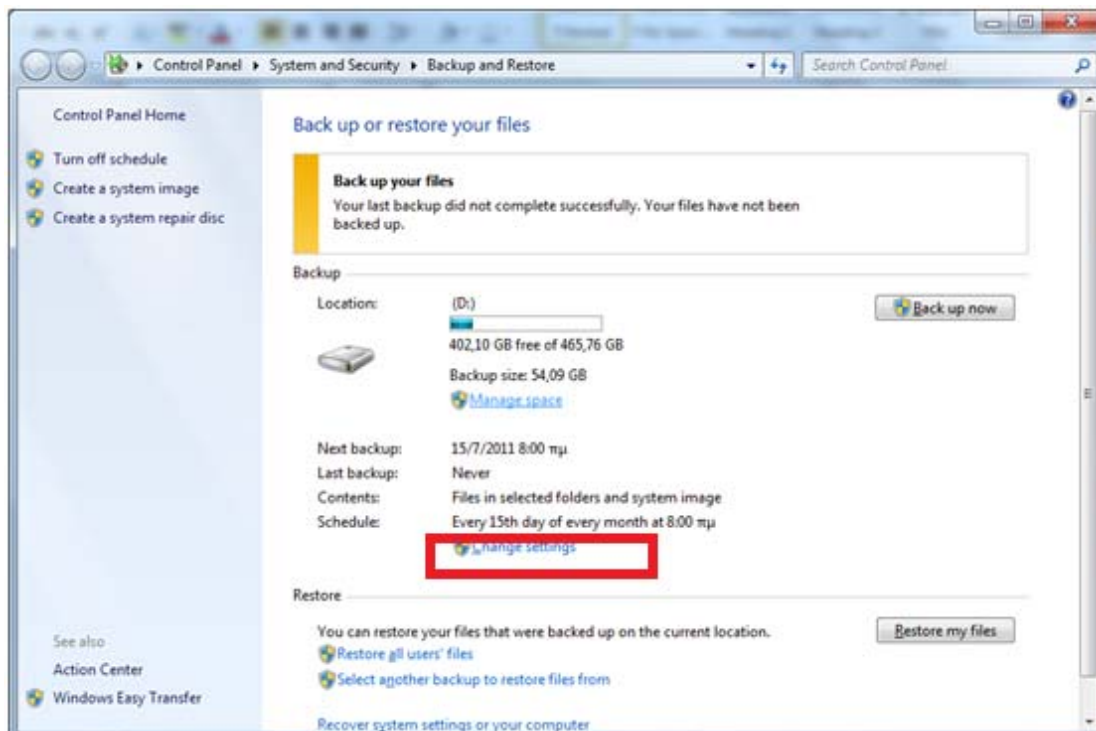 Control Panel ▸ System and Security ▸ Backup and Restore
Search Control Panel
Control Panel Home
Turn off schedule
Create a system image
Create a system repair disc
See also
Action Center
Windows Easy Transfer
Back up or restore your files
Back up your files
Your last backup did not complete successfully. Your files have not been
backed up.
Backup
Location:
(D:)
402,10 GB free of 465,76 GB
Backup size: 54,09 GB
Manage space
Back up now
Next backup: 15/7/2011 8:00 πμ
Last backup: Never
Contents: Files in selected folders and system image
Schedule: Every 15th day of every month at 8:00 πμ
Change settings
Restore
You can restore your files that were backed up on the current location.
Restore my files
Restore all users' files
Select another backup to restore files from
Recover system settings or your computer